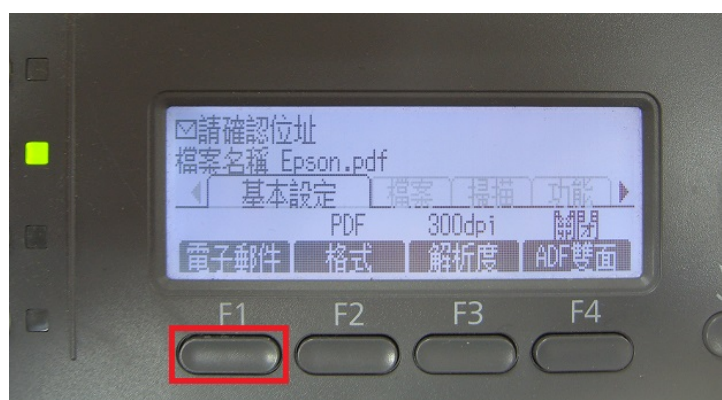 請確認位址
檔案名稱 Epson.pdf
基本設定 檔案 掃描 功能
PDF 300dpi 關閉
電子郵件 格式 解析度 ADF雙面
F1 F2 F3 F4